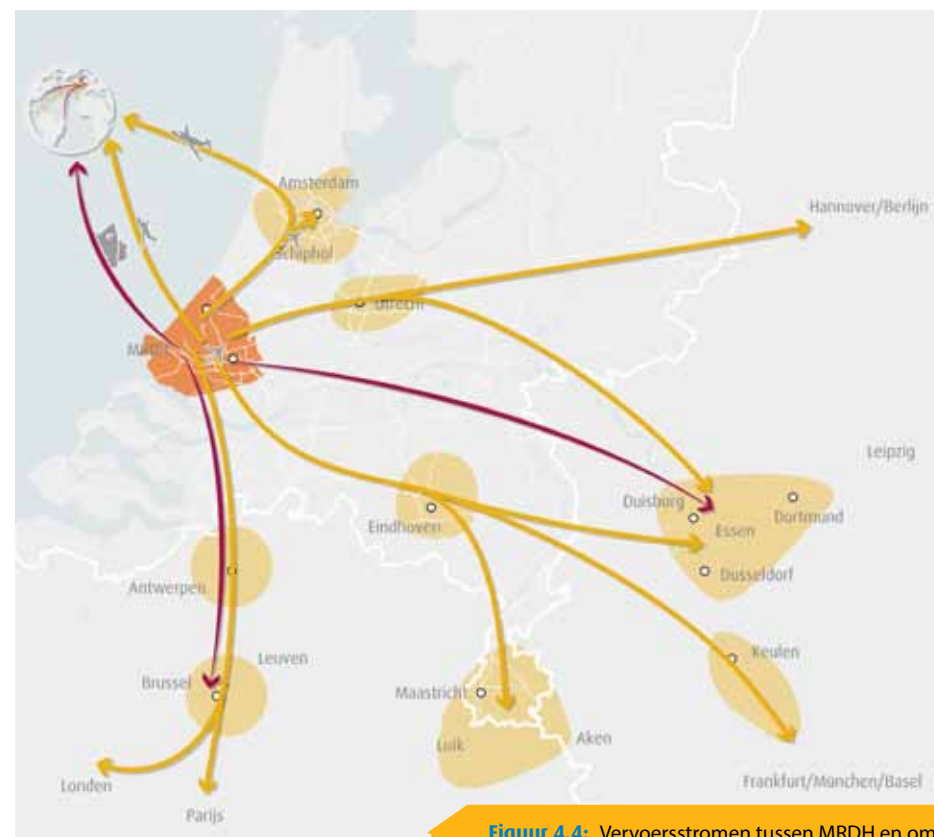 Amsterdam
Schiphol
Hannover/Berlijn
Utrecht
Leipzig
Duisburg
Dortmund
Essen
Eindhoven
Dusseldorf
Antwerpen
Leuven
Keulen
Brussel
Maastricht
Luik
Aken
Londen
Frankfurt/München/Basel
Parijs
Figuur 4.4: Vervoersstromen tussen MRDH en om